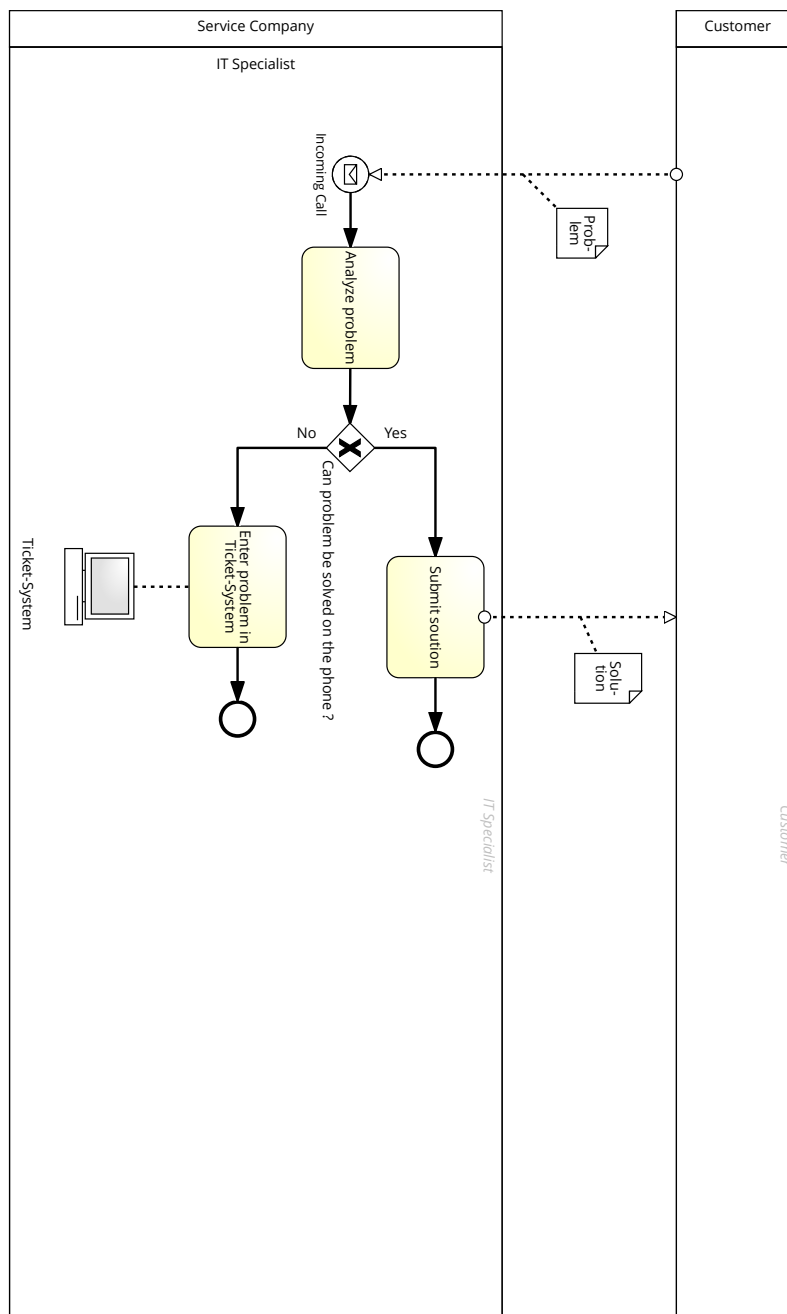 Service Company
Customer
IT Specialist
Incoming Call
Prob-
lem
Analyze problem
No
Yes
Can problem be solved on the phone ?
Enter problem in
Ticket-System
Submit soution
Ticket-System
Solu-
tion
IT Specialist
Customer